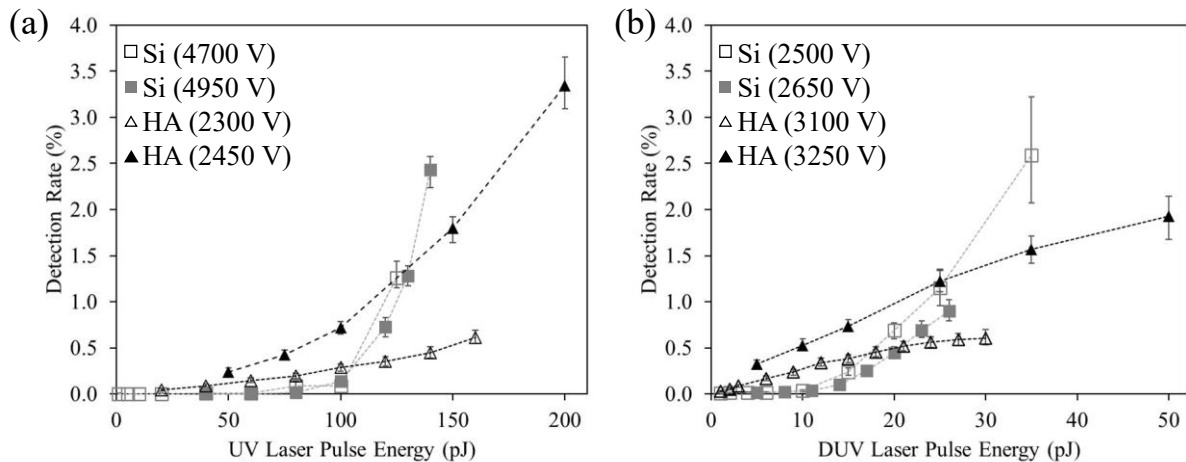 (a)
4.0
3.5
3.0
2.5
2.0
1.5
1.0
0.5
0.0
Detection Rate (%)
Si (4700 V)
Si (4950 V)
HA (2300 V)
HA (2450 V)
0 50 100 150 200
UV Laser Pulse Energy (pJ)
(b)
4.0
3.5
3.0
2.5
2.0
1.5
1.0
0.5
0.0
Detection Rate (%)
Si (2500 V)
Si (2650 V)
HA (3100 V)
HA (3250 V)
0 10 20 30 40 50
DUV Laser Pulse Energy (pJ)